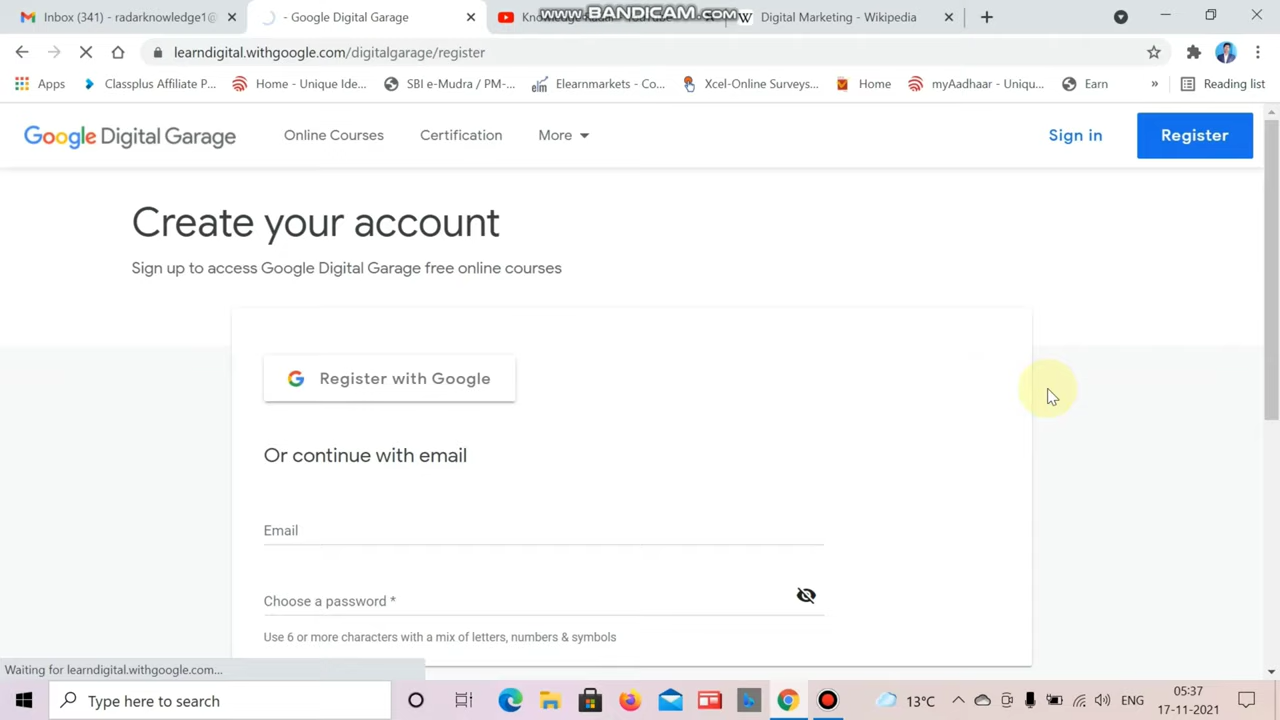 Inbox (341) - radarknowledge1@
- Google Digital Garage
www.BANDICAM.com
Digital Marketing - Wikipedia
learndigital.withgoogle.com/digitalgarage/register
Apps
Classplus Affiliate P...
Home - Unique Ide...
SBI e-Mudra / PM-...
Elearnmarkets - Co...
Xcel-Online Surveys...
Home
myAadhaar - Uniqu...
Earn
»
Reading list
Google Digital Garage
Online Courses
Certification
More
Sign in
Register
Create your account
Sign up to access Google Digital Garage free online courses
Register with Google
Or continue with email
Email
Choose a password *
Use 6 or more characters with a mix of letters, numbers & symbols
Waiting for learndigital.withgoogle.com...
Type here to search
13°C
ENG
05:37
17-11-2021